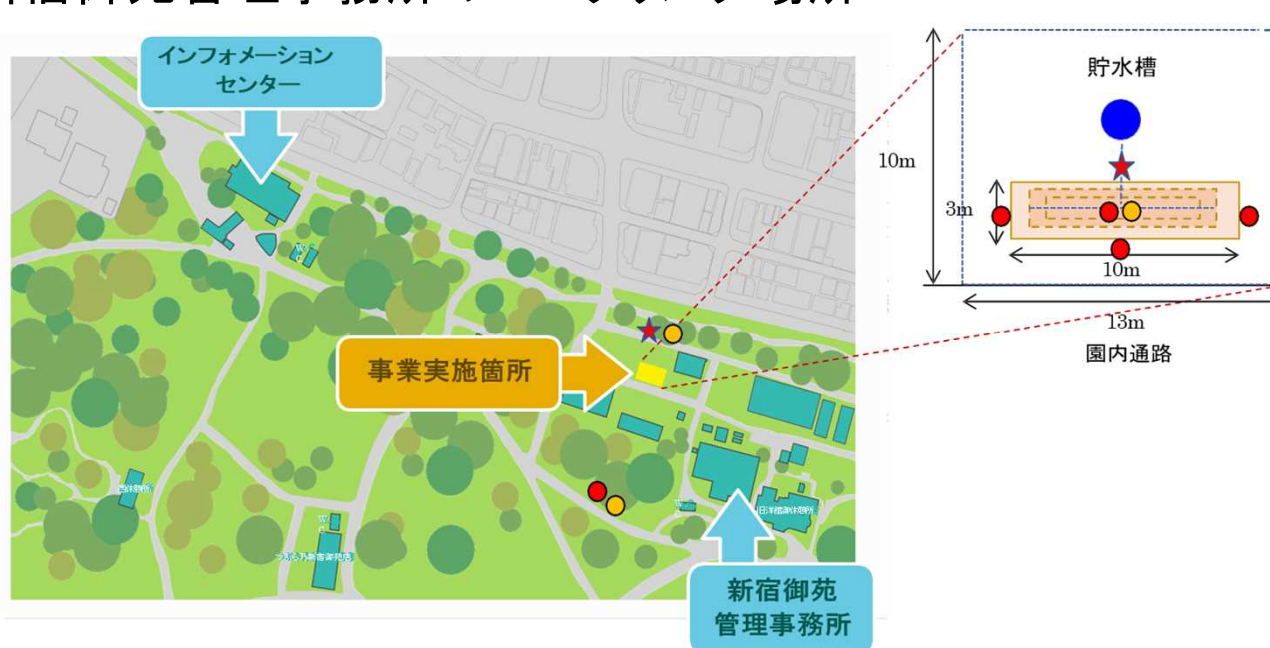 インフォメーション
センター
貯水槽
10m
3m
10m
13m
園内通路
事業実施箇所
新宿御苑
管理事務所